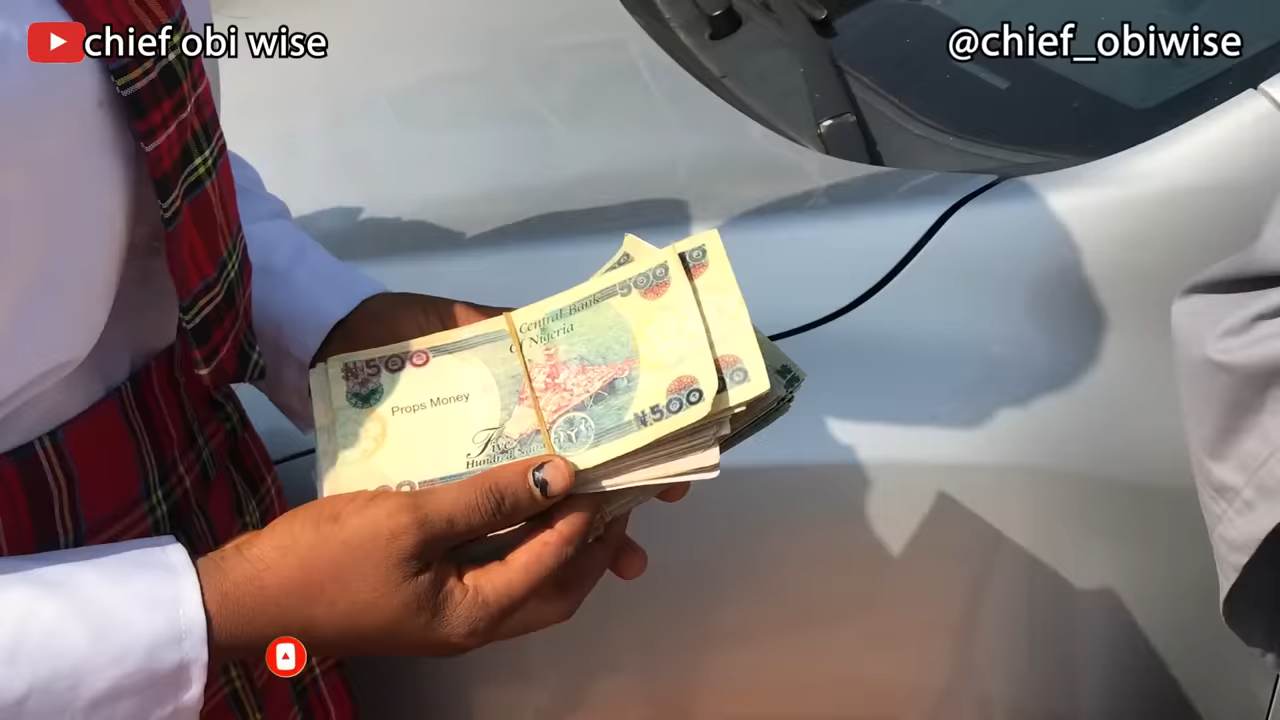 chief obi wise
@chief_obiwise
500
Central Bank
Of Nigeria
₦500
Props Money
₦500
Five
Hundred Naira